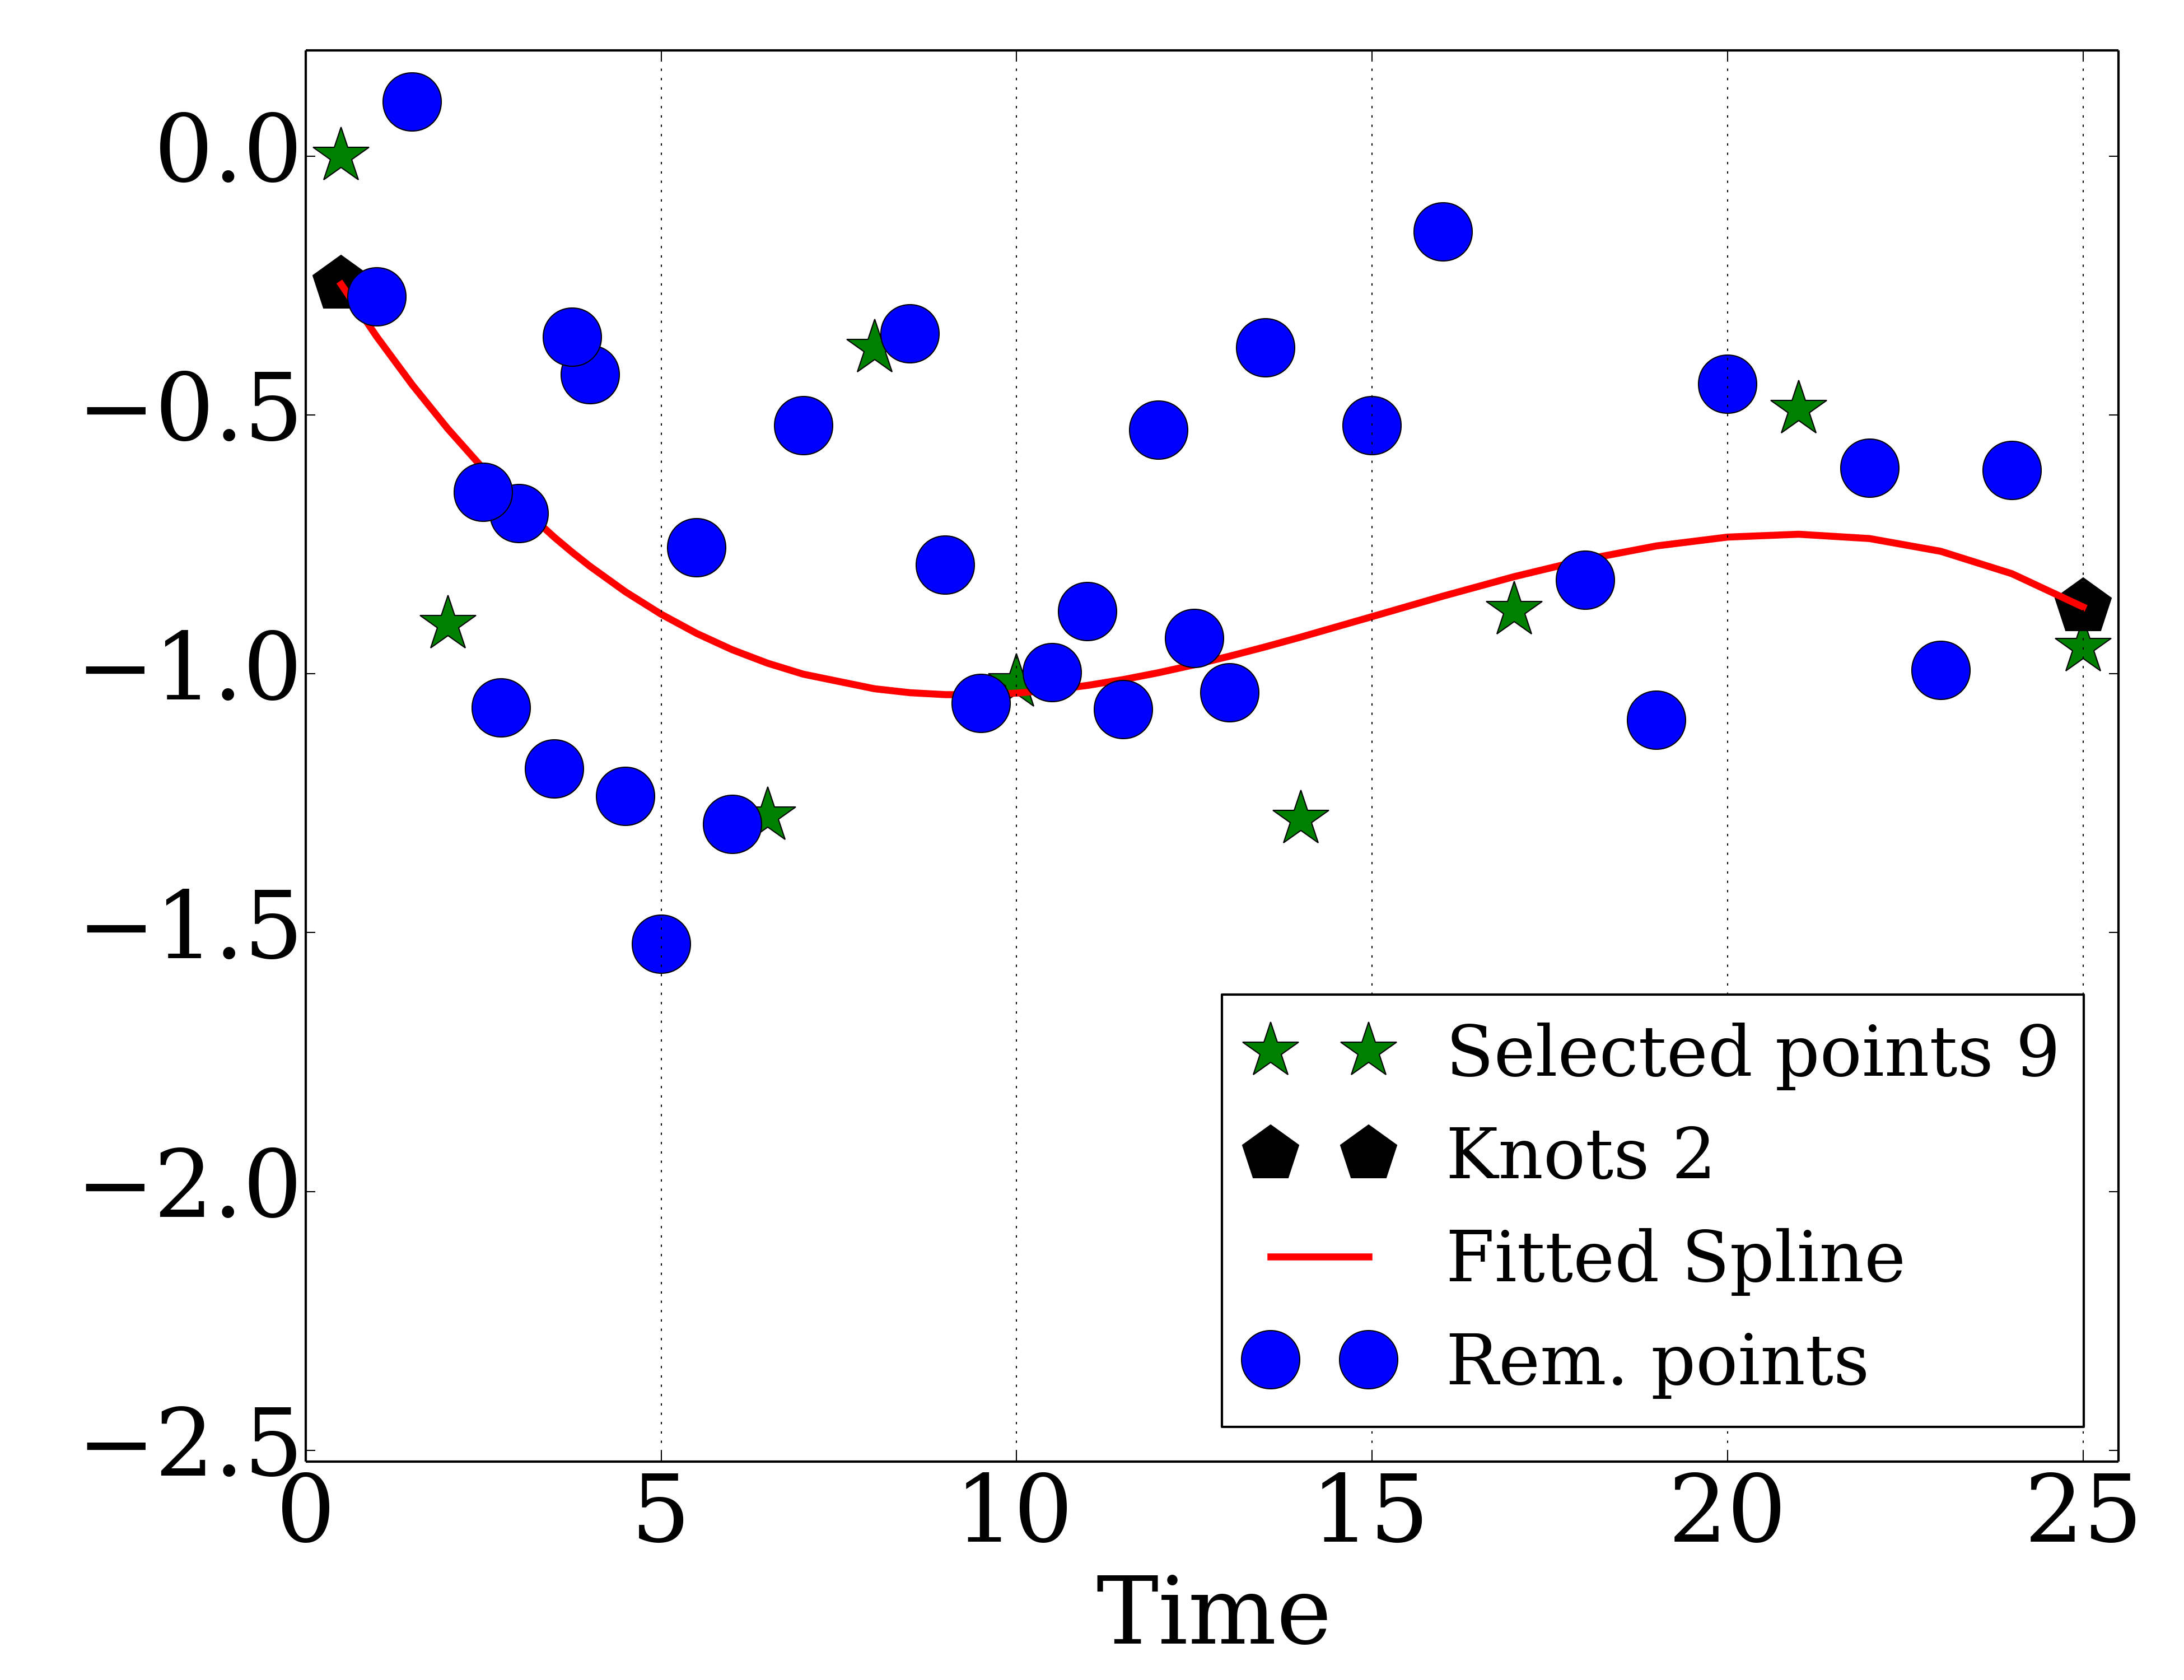 0.0
−0.5
−1.0
−1.5
−2.0
−2.5
0 5 10 15 20 25
Time
Selected points 9
Knots 2
Fitted Spline
Rem. points